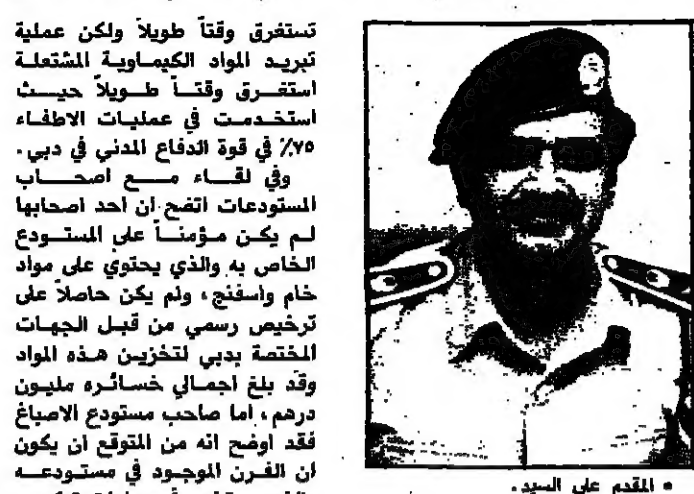 تستغرق وقتاً طويلاً ولكن عملية
تبريد المواد الكيماوية المشتعلة
استغرق وقتاً طويلاً حيث
استخدمت في عمليات الاطفاء
٧٥٪ في قوة الدفاع المدني في دبي.
وفي لقاء مع اصحاب
المستودعات اتضح ان احد اصحابها
لم يكن مؤمناً على المستودع
الخاص به والذي يحتوي على مواد
خام واسفنج، ولم يكن حاصلاً على
ترخيص رسمي من قبل الجهات
المختصة بدبي لتخزين هذه المواد
وقد بلغ اجمالي خسائره مليون
درهم، اما صاحب مستودع الاصباغ
فقد اوضح انه من المتوقع ان يكون
ان الفرن الموجود في مستودعه
• المقدم علي السيد.